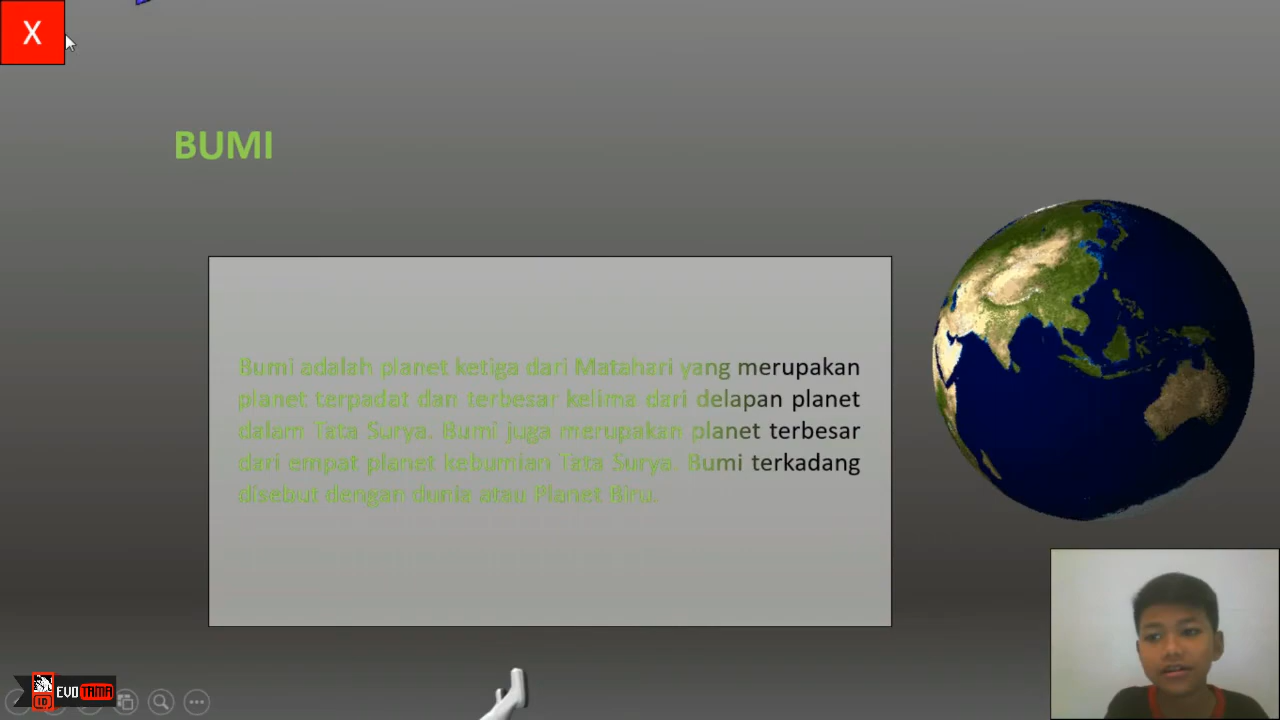 X
BUMI
Bumi adalah planet ketiga dari Matahari yang merupakan
planet terpadat dan terbesar kelima dari delapan planet
dalam Tata Surya. Bumi juga merupakan planet terbesar
dari empat planet kebumian Tata Surya. Bumi terkadang
disebut dengan dunia atau Planet Biru.
ID EVOTAMA